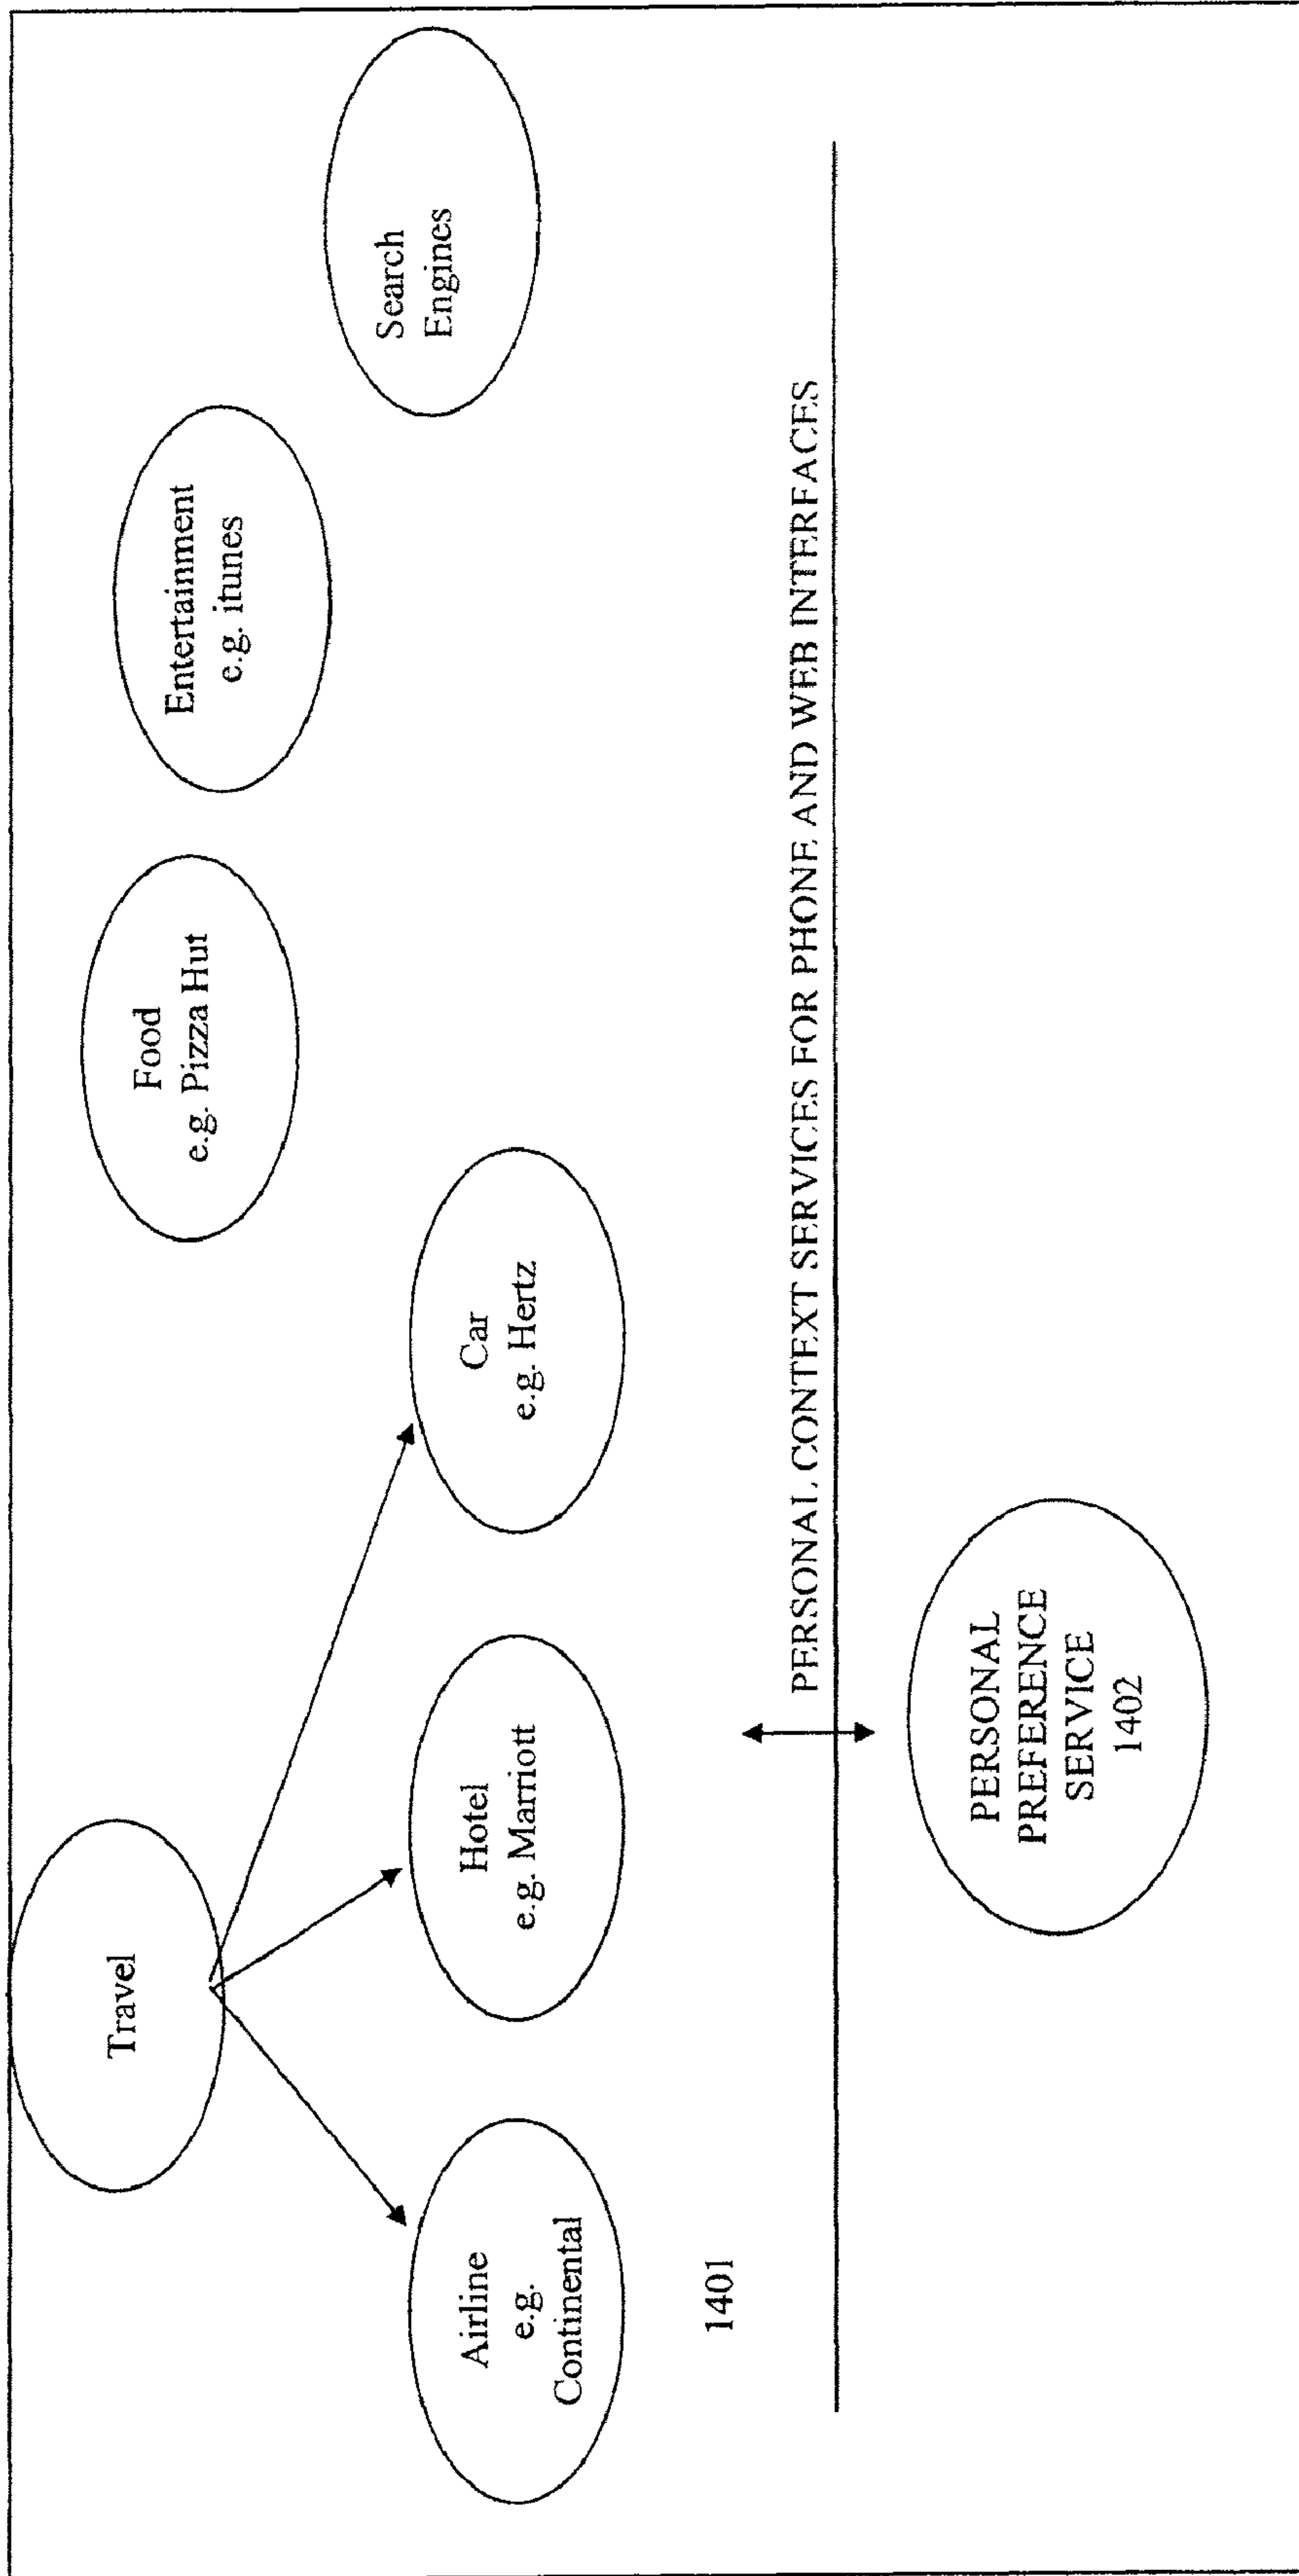 Travel
Food
e.g. Pizza Hut
Entertainment
e.g. itunes
Search
Engines
Airline
e.g.
Continental
Hotel
e.g. Marriott
Car
e.g. Hertz
1401
PERSONAL CONTEXT SERVICES FOR PHONE AND WEB INTERFACES
PERSONAL
PREFERENCE
SERVICE
1402